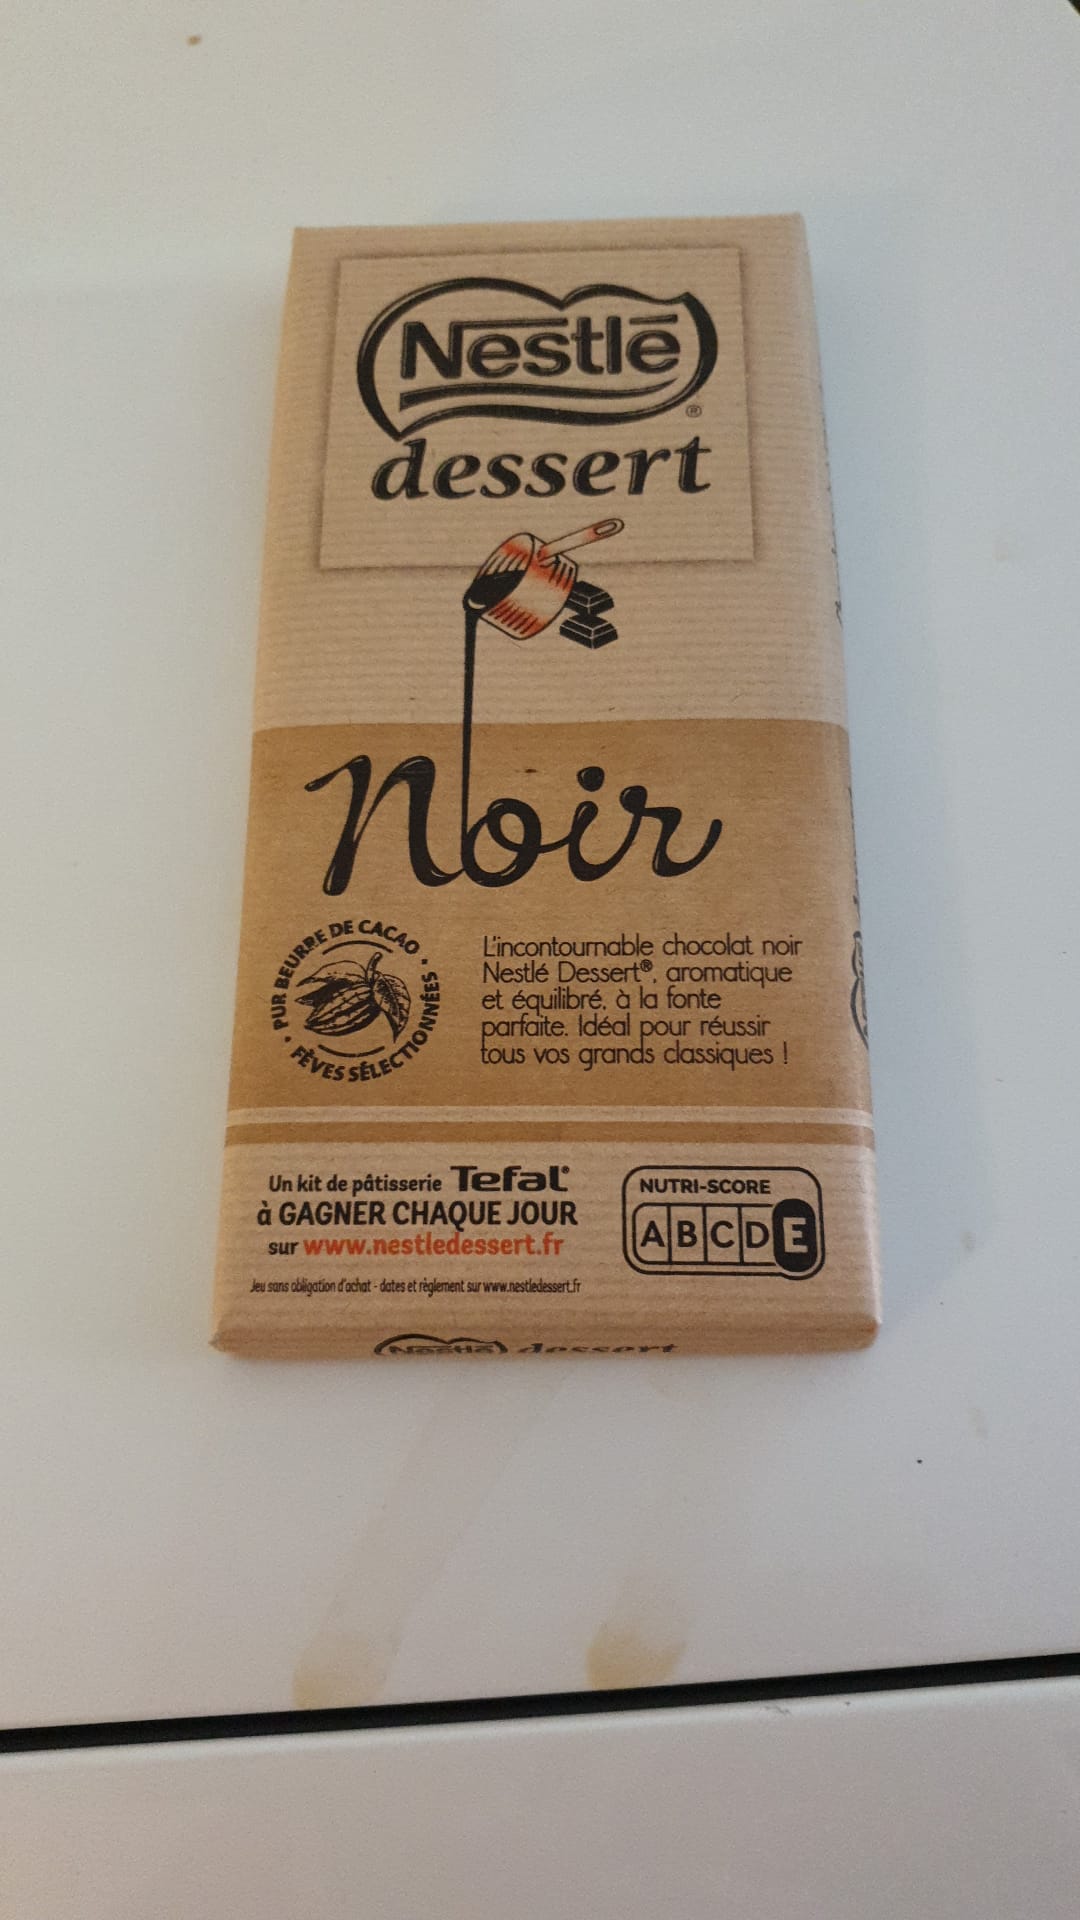 Nestlé
®
dessert
Noir
PUR BEURRE DE CACAO •
• FÈVES SÉLECTIONNÉES •
L'incontournable chocolat noir
Nestlé Dessert®, aromatique
et équilibré, à la fonte
parfaite. Idéal pour réussir
tous vos grands classiques !
Un kit de pâtisserie Tefal®
à GAGNER CHAQUE JOUR
sur www.nestledessert.fr
Jeu sans obligation d'achat - dates et règlement sur www.nestledessert.fr
NUTRI-SCORE
A B C D E
Nestlé dessert